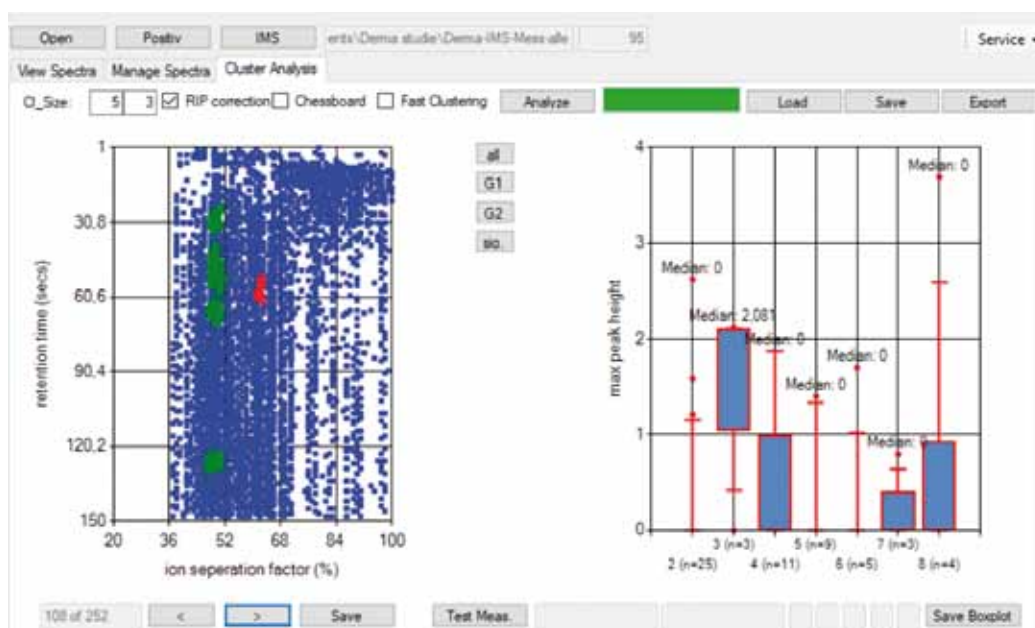 Open Positiv IMS erts\Derma studie\Derma-IMS-Mess-alle 95 Service
View Spectra Manage Spectra Cluster Analysis
Cl_Size: 5 3 RIP correction Chessboard Fast Clustering Analyze Load Save Export
1
30.8
60.6
90.4
120.2
150
20 36 52 68 84 100
retention time (secs)
ion seperation factor (%)
all
G1
G2
sig.
4
3
2
1
0
max peak height
Median: 0
Median: 0
Median: 2,081
Median: 0
Median: 0
Median: 0
Median: 0
3 (n=3) 5 (n=9) 7 (n=3)
2 (n=25) 4 (n=11) 6 (n=5) 8 (n=4)
108 of 252 < > Save Test Meas. Save Boxplot